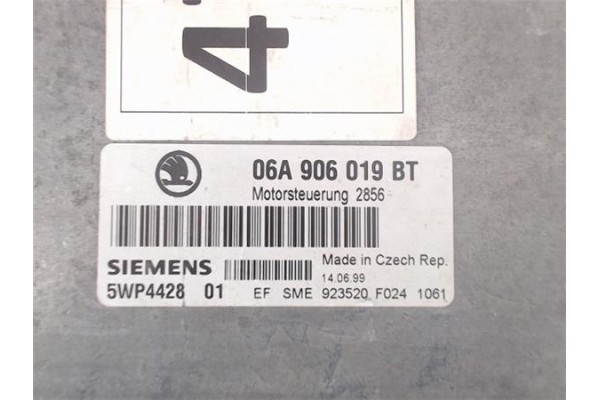 4
06A 906 019 BT
Motorsteuerung 2856
SIEMENS
Made in Czech Rep.
14.06.99
5WP4428 01
EF SME 923520 F024 1061